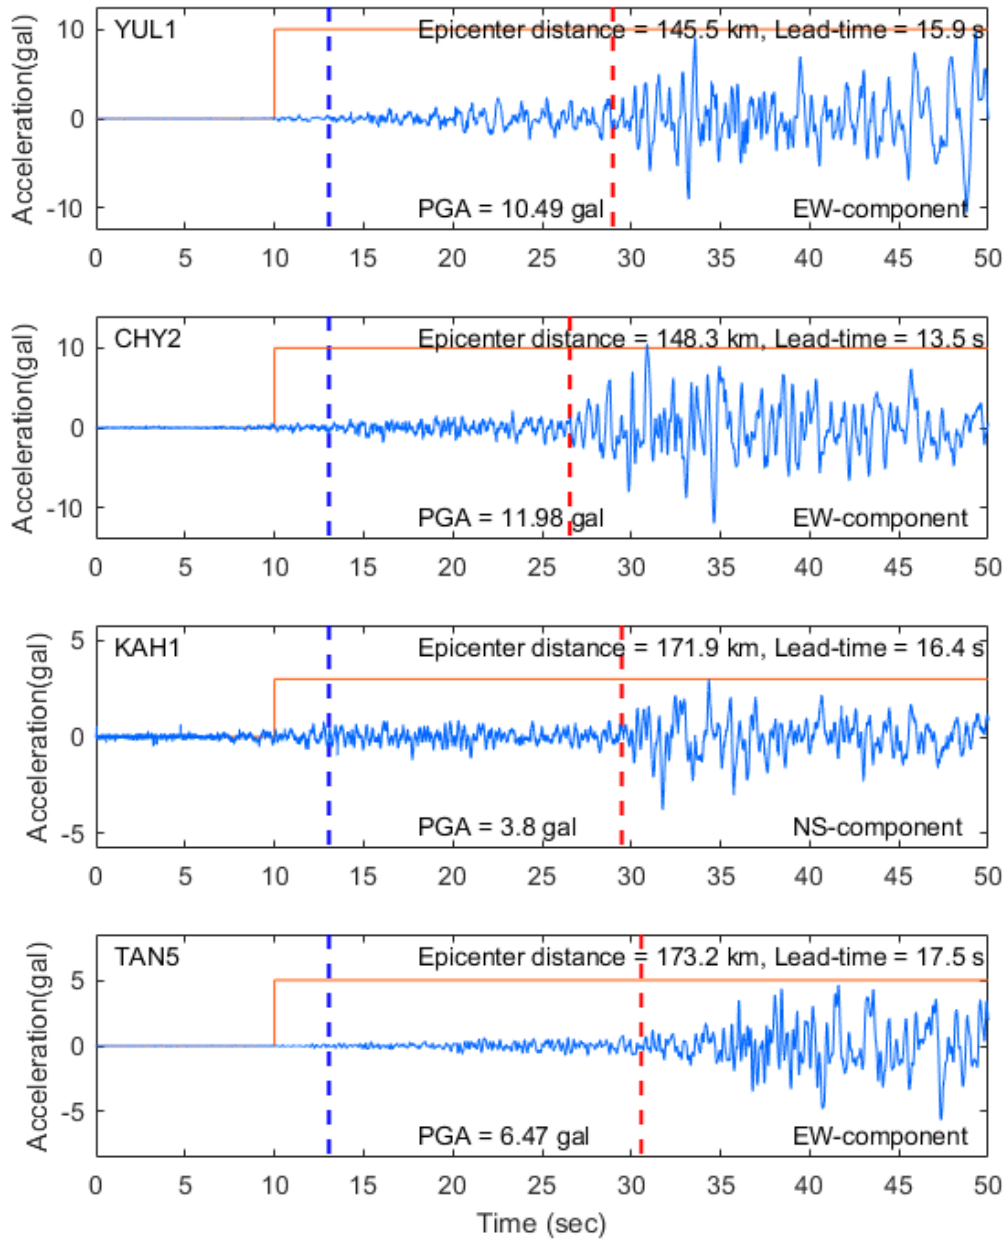 YUL1
Epicenter distance = 145.5 km, Lead-time = 15.9 s
Acceleration(gal)
10
0
-10
PGA = 10.49 gal
EW-component
0 5 10 15 20 25 30 35 40 45 50
CHY2
Epicenter distance = 148.3 km, Lead-time = 13.5 s
Acceleration(gal)
10
0
-10
PGA = 11.98 gal
EW-component
0 5 10 15 20 25 30 35 40 45 50
KAH1
Epicenter distance = 171.9 km, Lead-time = 16.4 s
Acceleration(gal)
5
0
-5
PGA = 3.8 gal
NS-component
0 5 10 15 20 25 30 35 40 45 50
TAN5
Epicenter distance = 173.2 km, Lead-time = 17.5 s
Acceleration(gal)
5
0
-5
PGA = 6.47 gal
EW-component
0 5 10 15 20 25 30 35 40 45 50
Time (sec)